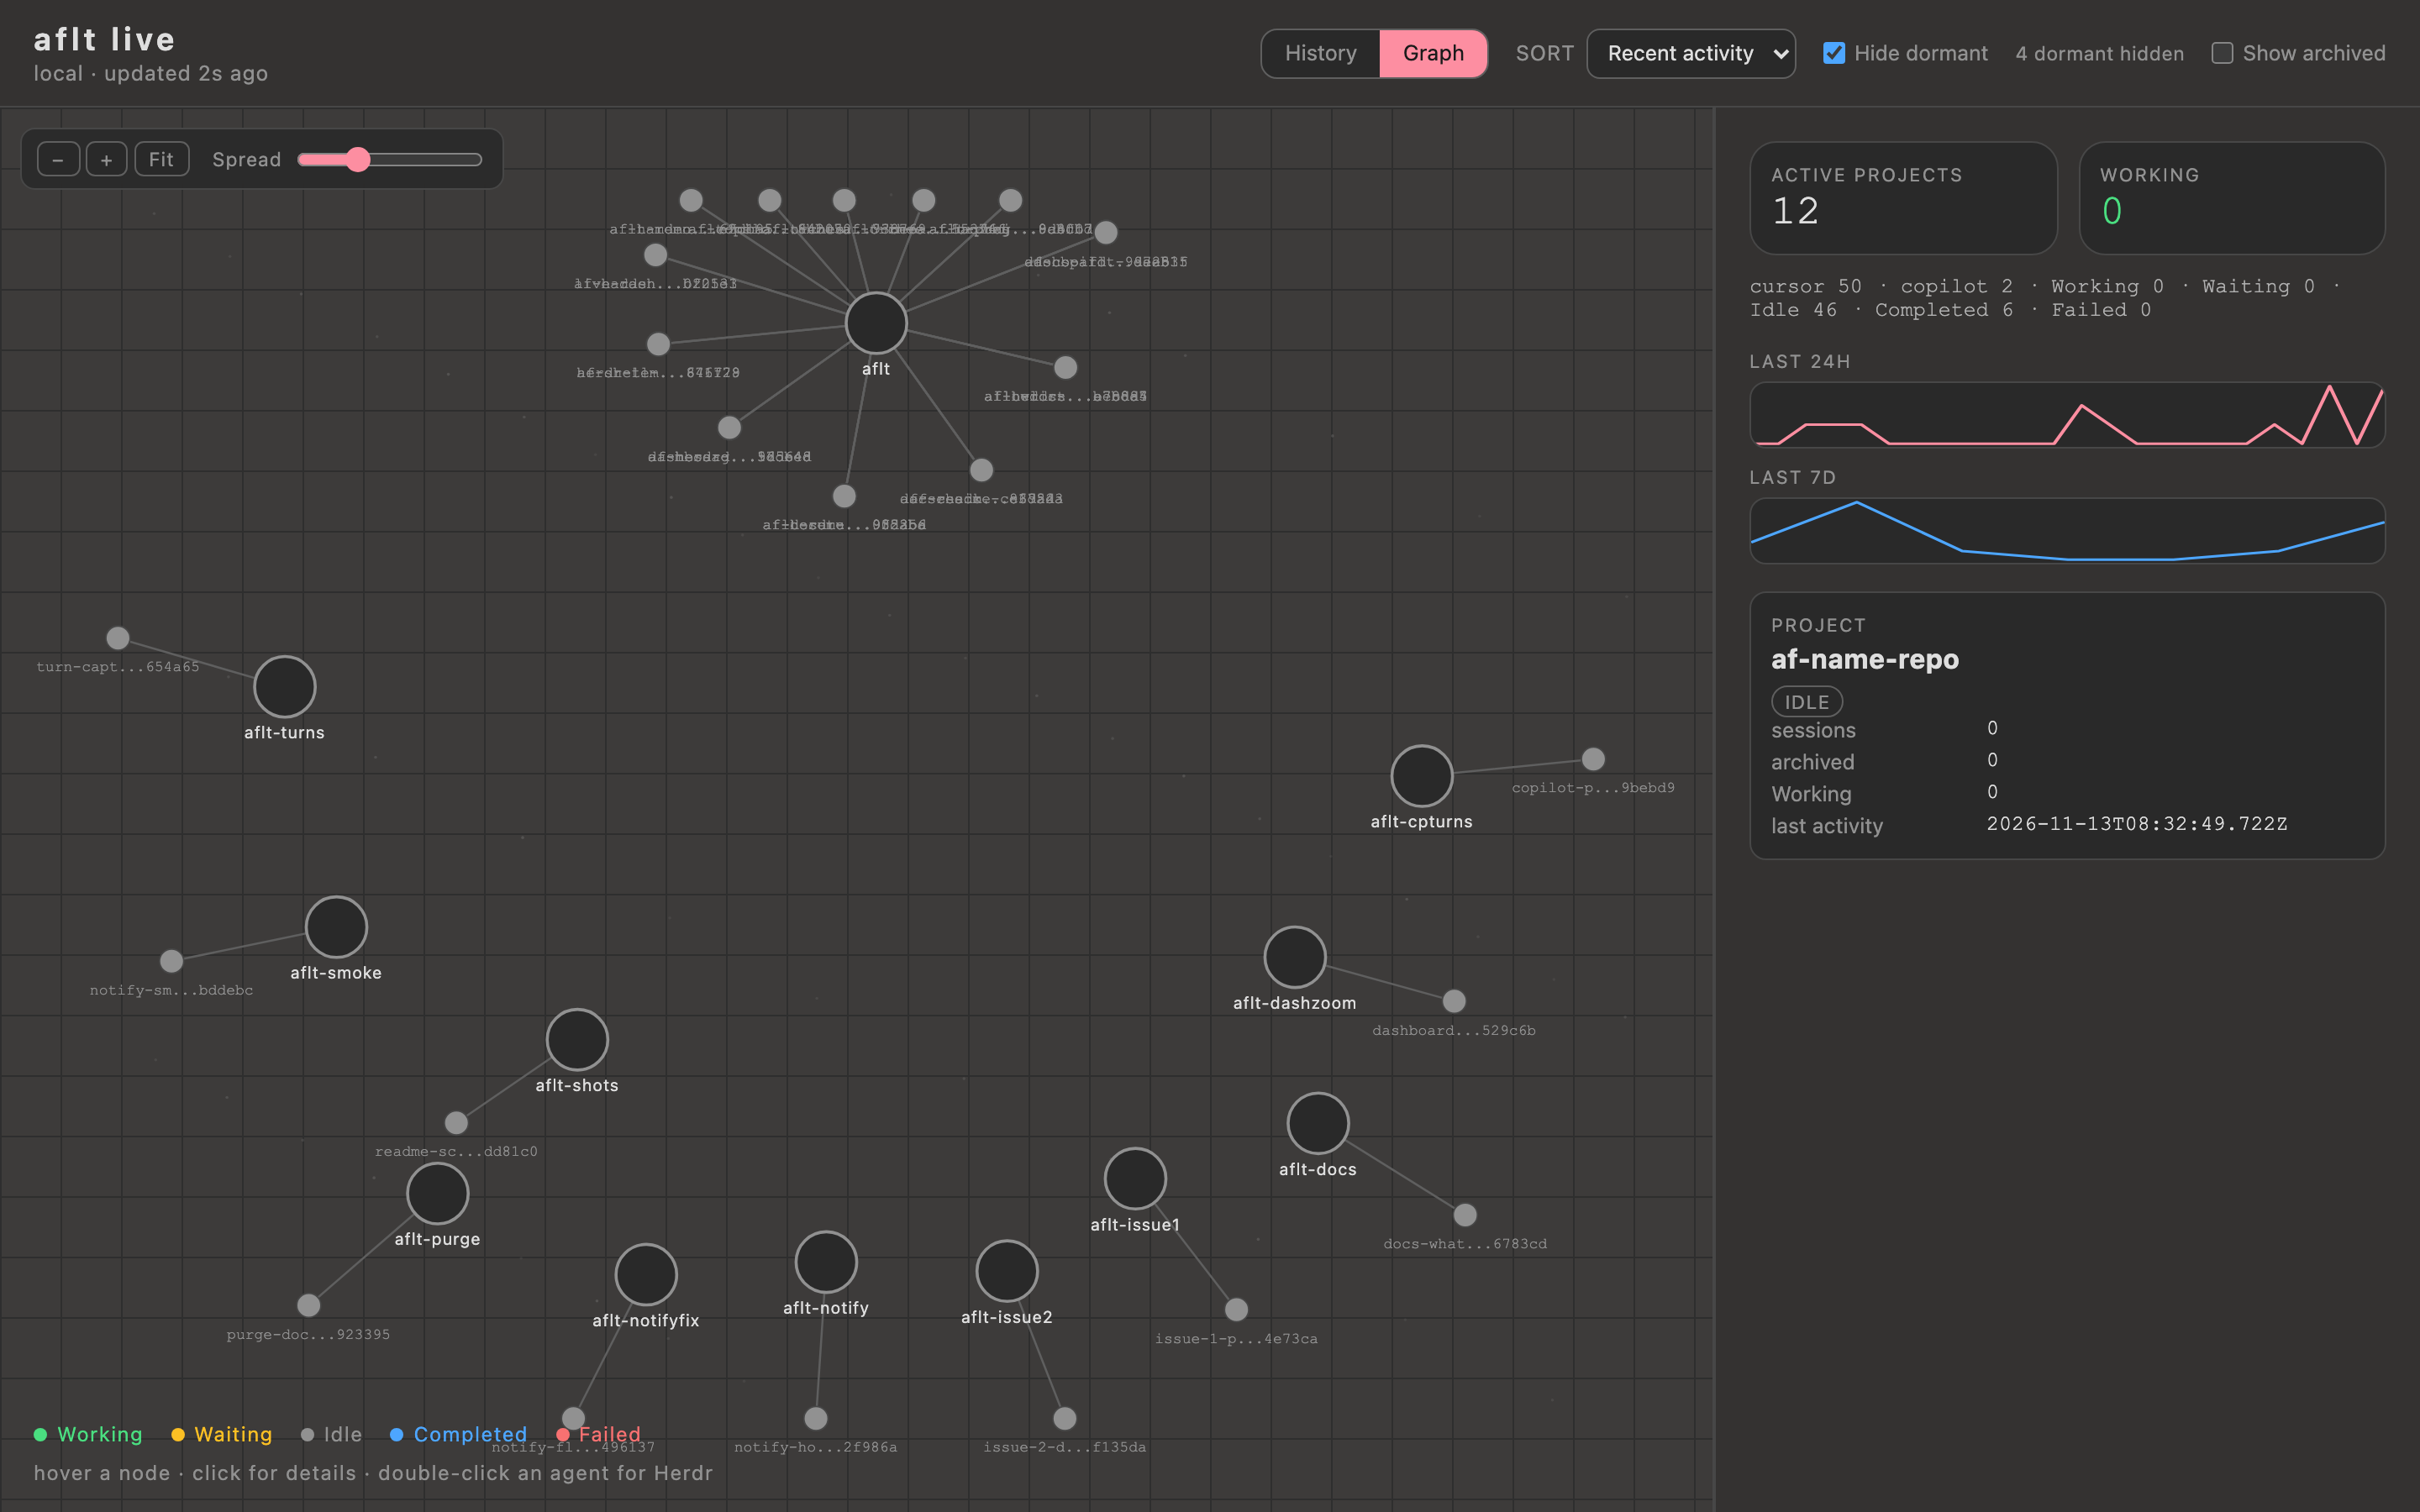 aflt live
local · updated 2s ago
History
Graph
SORT
Recent activity
Hide dormant
4 dormant hidden
Show archived
−
+
Fit
Spread
aflt
turn-capt...654a65
aflt-turns
copilot-p...9bebd9
aflt-cpturns
notify-sm...bddebc
aflt-smoke
aflt-dashzoom
dashboard...529c6b
aflt-shots
readme-sc...dd81c0
aflt-docs
docs-what...6783cd
aflt-purge
purge-doc...923395
aflt-issue1
issue-1-p...4e73ca
aflt-notifyfix
notify-fl...496137
aflt-notify
notify-ho...2f986a
aflt-issue2
issue-2-d...f135da
Working
Waiting
Idle
Completed
Failed
hover a node · click for details · double-click an agent for Herdr
ACTIVE PROJECTS
12
WORKING
0
cursor 50 · copilot 2 · Working 0 · Waiting 0 ·
Idle 46 · Completed 6 · Failed 0
LAST 24H
LAST 7D
PROJECT
af-name-repo
IDLE
sessions 0
archived 0
Working 0
last activity 2026-11-13T08:32:49.722Z